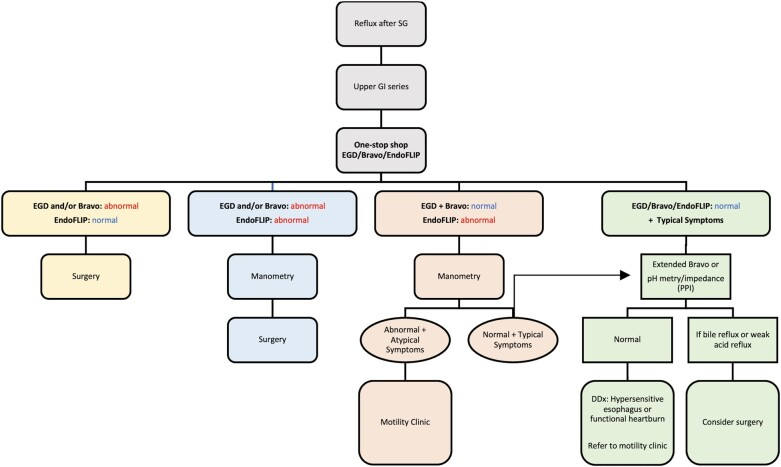 Reflux after SG
Upper GI series
One-stop shop
EGD/Bravo/EndoFLIP
EGD and/or Bravo: abnormal
EndoFLIP: normal
EGD and/or Bravo: abnormal
EndoFLIP: abnormal
EGD + Bravo: normal
EndoFLIP: abnormal
EGD/Bravo/EndoFLIP: normal
+ Typical Symptoms
Surgery
Manometry
Manometry
Extended Bravo or
pH metry/impedance
(PPI)
Surgery
Abnormal +
Atypical
Symptoms
Normal + Typical
Symptoms
Normal
If bile reflux or weak
acid reflux
Motility Clinic
DDx: Hypersensitive
esophagus or
functional heartburn
Refer to motility clinic
Consider surgery